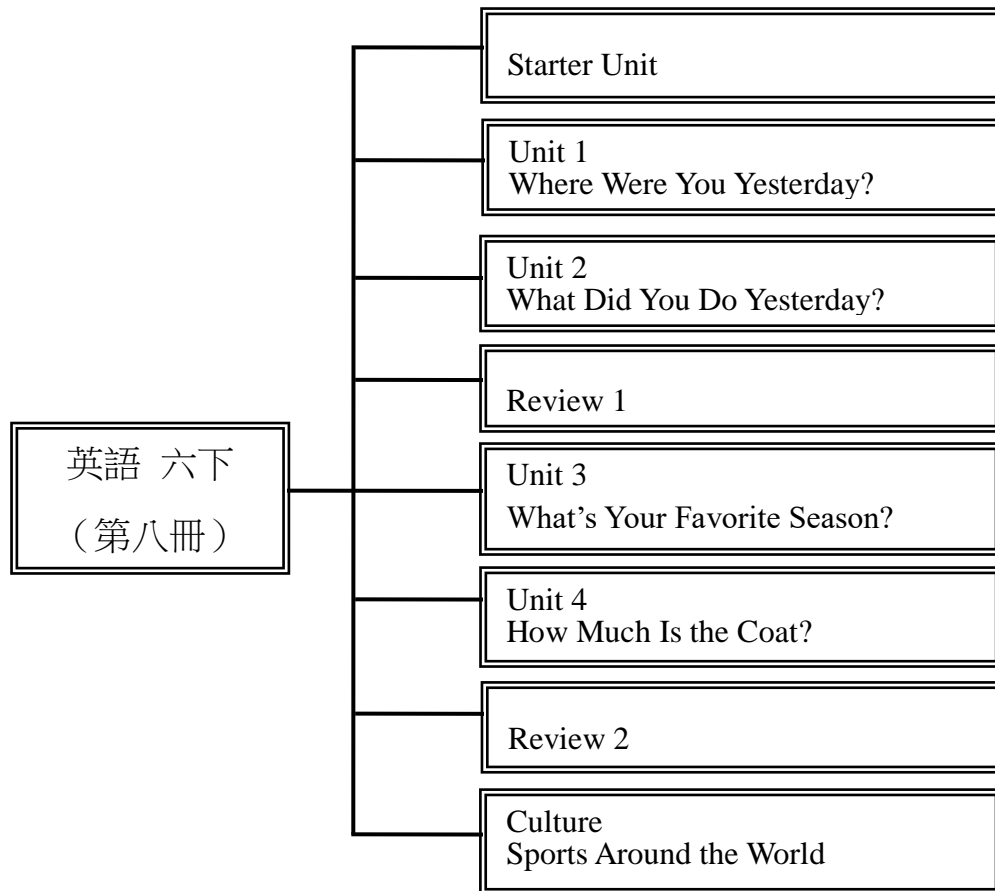 英語 六下
（第八冊）
Starter Unit
Unit 1
Where Were You Yesterday?
Unit 2
What Did You Do Yesterday?
Review 1
Unit 3
What’s Your Favorite Season?
Unit 4
How Much Is the Coat?
Review 2
Culture
Sports Around the World